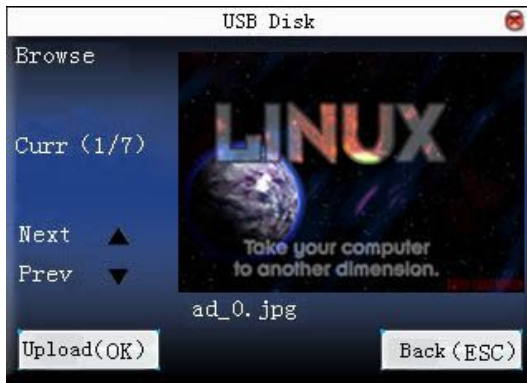 USB Disk
Browse
Curr (1/7)
Next
Prev
LINUX
Take your computer
to another dimension.
ad_0.jpg
Upload(OK)
Back(ESC)